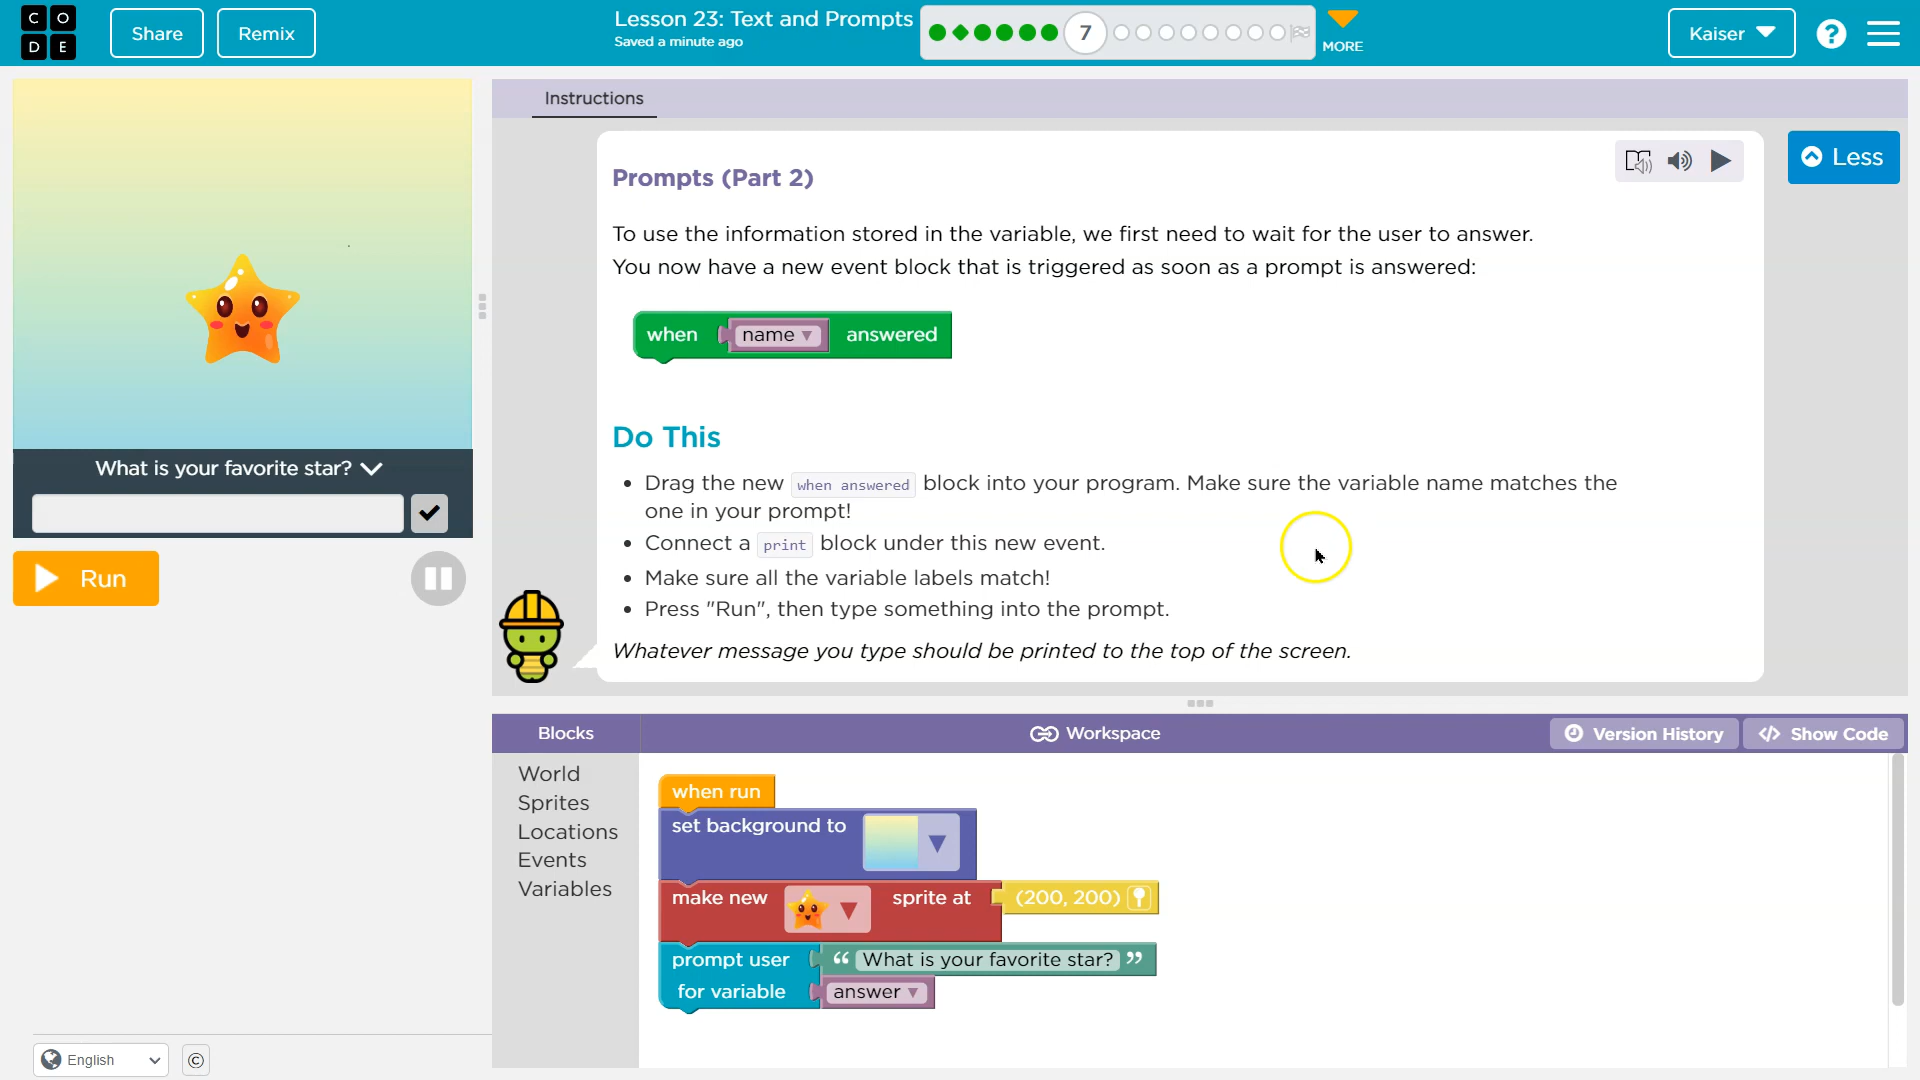 CODE
Share
Remix
Lesson 23: Text and Prompts
Saved a minute ago
7
MORE
Kaiser
?
Instructions
Less
Prompts (Part 2)
To use the information stored in the variable, we first need to wait for the user to answer.
You now have a new event block that is triggered as soon as a prompt is answered:
when name answered
Do This
• Drag the new when answered block into your program. Make sure the variable name matches the
one in your prompt!
• Connect a print block under this new event.
• Make sure all the variable labels match!
• Press "Run", then type something into the prompt.
Whatever message you type should be printed to the top of the screen.
What is your favorite star?
Run
Blocks
Workspace
Version History
Show Code
World
Sprites
Locations
Events
Variables
when run
set background to
make new sprite at (200, 200)
prompt user “ What is your favorite star? ”
for variable answer
English
©